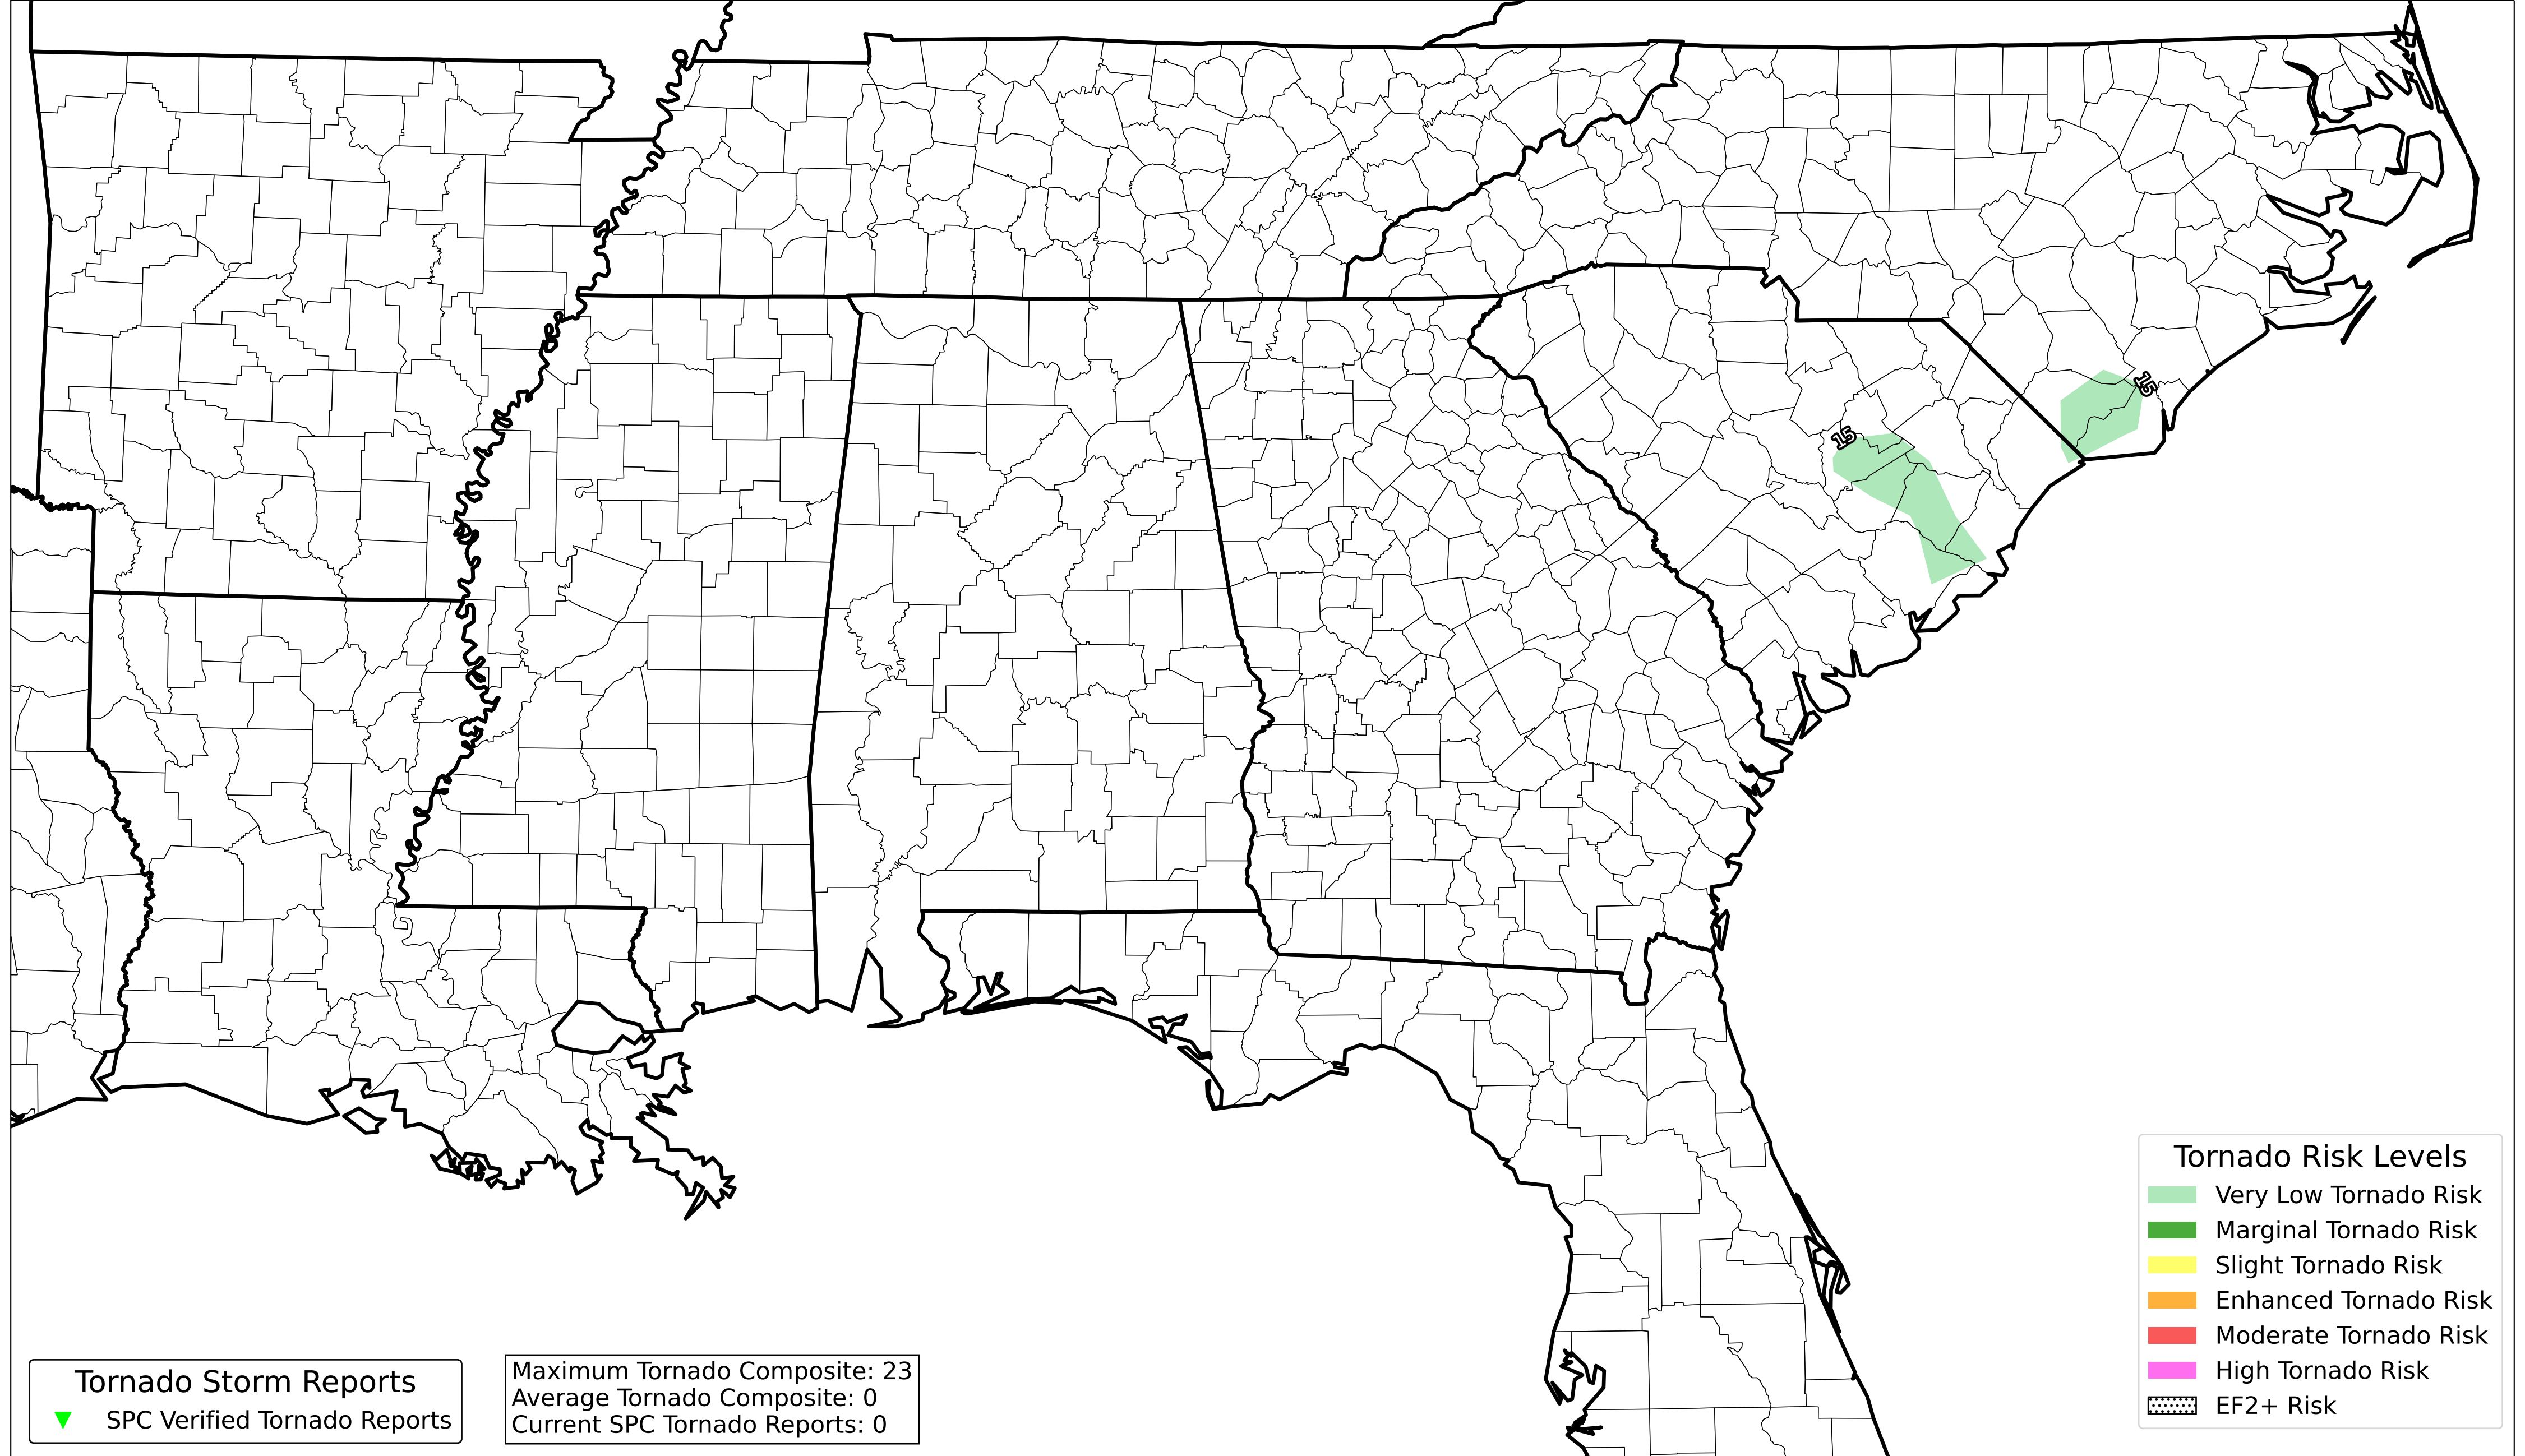 15
15
Tornado Risk Levels
Very Low Tornado Risk
Marginal Tornado Risk
Slight Tornado Risk
Enhanced Tornado Risk
Moderate Tornado Risk
High Tornado Risk
EF2+ Risk
Tornado Storm Reports
SPC Verified Tornado Reports
Maximum Tornado Composite: 23
Average Tornado Composite: 0
Current SPC Tornado Reports: 0